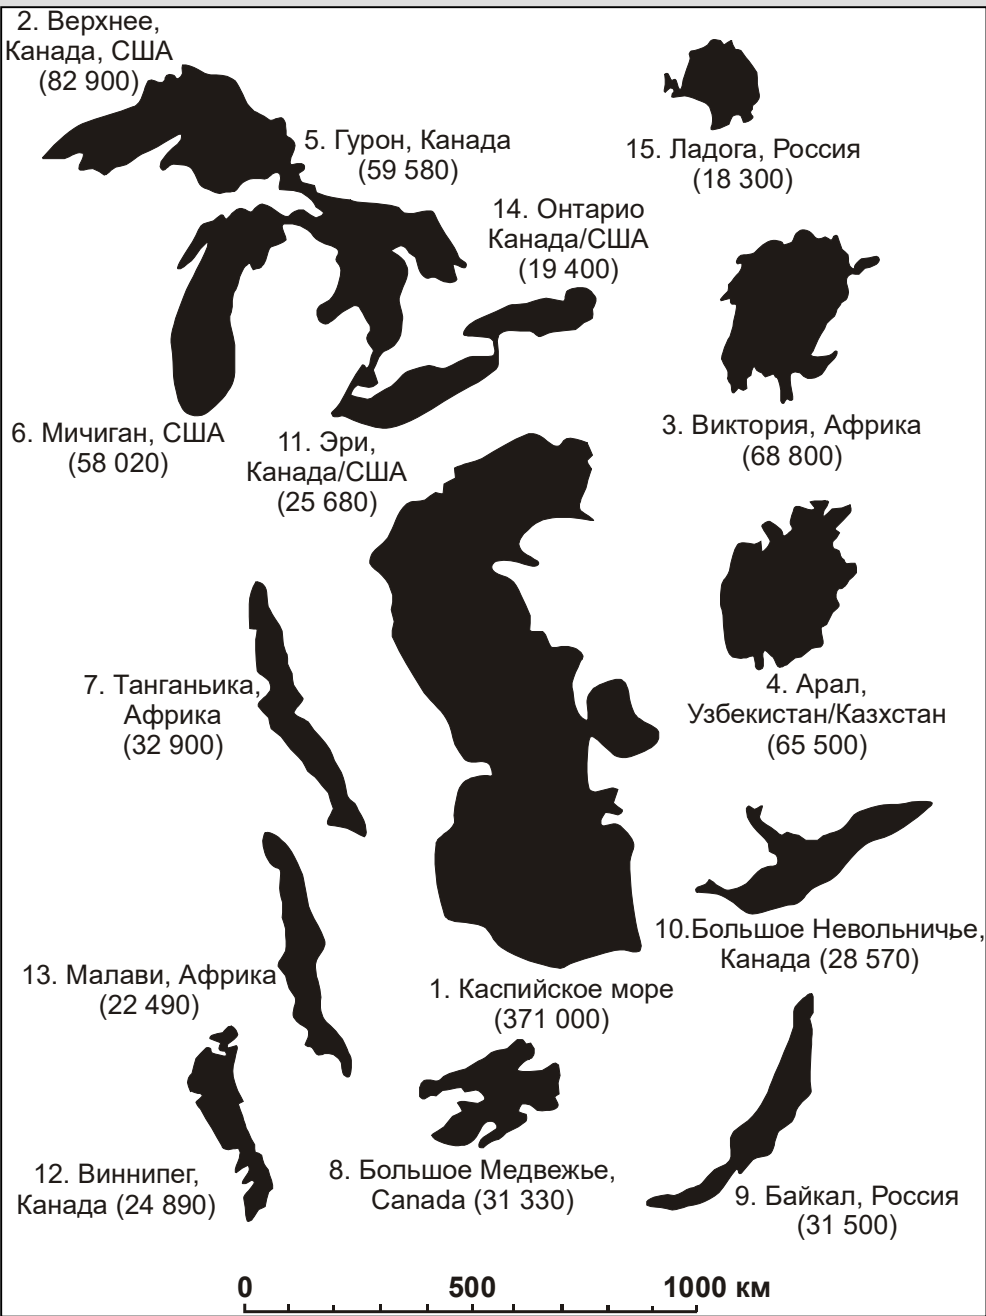 2. Верхнее,
Канада, США
(82 900)
5. Гурон, Канада
(59 580)
15. Ладога, Россия
(18 300)
14. Онтарио
Канада/США
(19 400)
6. Мичиган, США
(58 020)
11. Эри,
Канада/США
(25 680)
3. Виктория, Африка
(68 800)
7. Танганьика,
Африка
(32 900)
4. Арал,
Узбекистан/Казхстан
(65 500)
10.Большое Невольничье,
Канада (28 570)
13. Малави, Африка
(22 490)
1. Каспийское море
(371 000)
12. Виннипег,
Канада (24 890)
8. Большое Медвежье,
Canada (31 330)
9. Байкал, Россия
(31 500)
0 500 1000 км